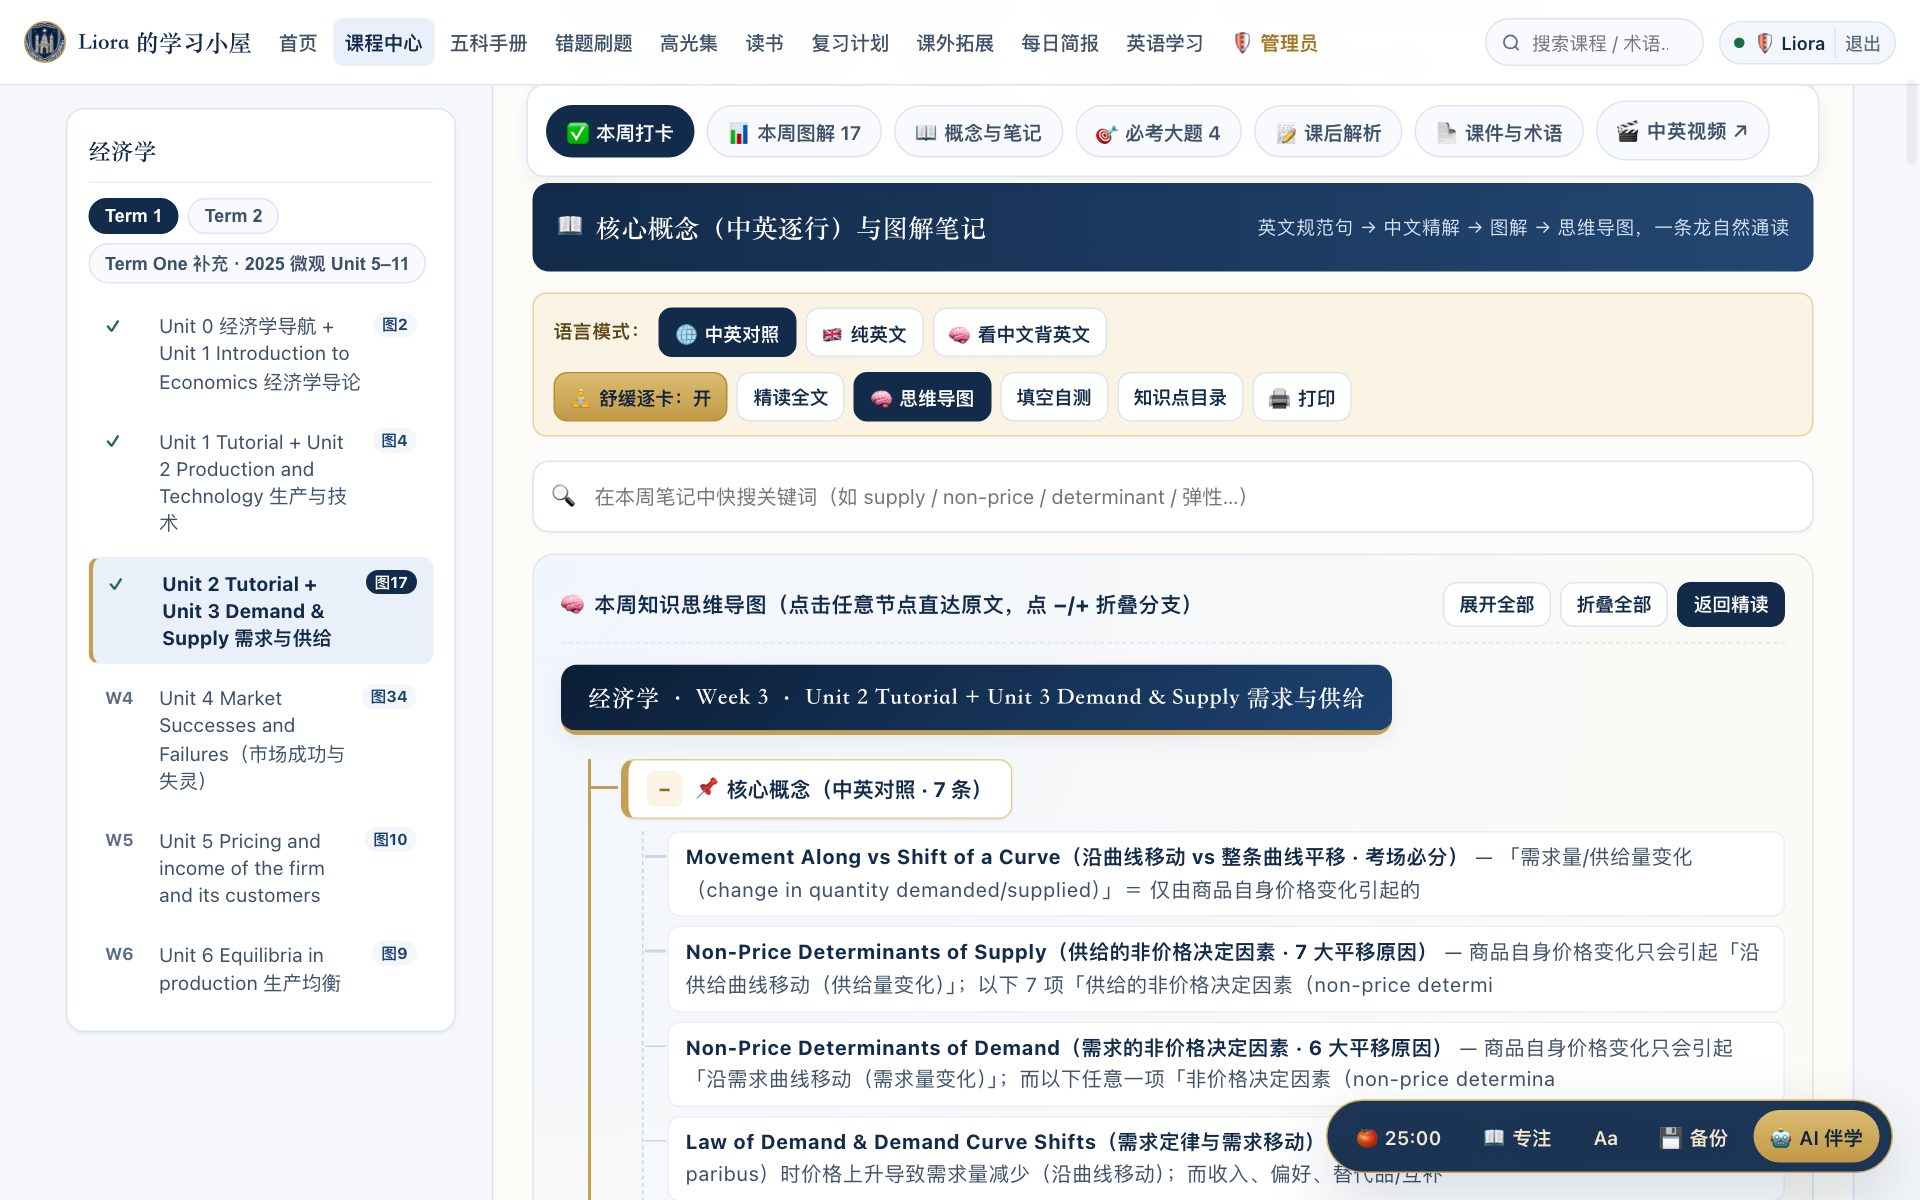 Liora 的学习小屋
首页
课程中心
五科手册
错题刷题
高光集
读书
复习计划
课外拓展
每日简报
英语学习
管理员
搜索课程 / 术语..
Liora
退出
经济学
Term 1
Term 2
Term One 补充 · 2025 微观 Unit 5–11
Unit 0 经济学导航 +
Unit 1 Introduction to
Economics 经济学导论
图2
Unit 1 Tutorial + Unit
2 Production and
Technology 生产与技
术
图4
Unit 2 Tutorial +
Unit 3 Demand &
Supply 需求与供给
图17
W4
Unit 4 Market
Successes and
Failures（市场成功与
失灵）
图34
W5
Unit 5 Pricing and
income of the firm
and its customers
图10
W6
Unit 6 Equilibria in
production 生产均衡
图9
本周打卡
本周图解 17
概念与笔记
必考大题 4
课后解析
课件与术语
中英视频 ↗
核心概念（中英逐行）与图解笔记
英文规范句 → 中文精解 → 图解 → 思维导图，一条龙自然通读
语言模式：
中英对照
纯英文
看中文背英文
舒缓逐卡：开
精读全文
思维导图
填空自测
知识点目录
打印
在本周笔记中快搜关键词（如 supply / non-price / determinant / 弹性…）
本周知识思维导图（点击任意节点直达原文，点 −/+ 折叠分支）
展开全部
折叠全部
返回精读
经济学 · Week 3 · Unit 2 Tutorial + Unit 3 Demand & Supply 需求与供给
− 核心概念（中英对照 · 7 条）
Movement Along vs Shift of a Curve（沿曲线移动 vs 整条曲线平移 · 考场必分） — 「需求量/供给量变化
（change in quantity demanded/supplied）」＝ 仅由商品自身价格变化引起的
Non-Price Determinants of Supply（供给的非价格决定因素 · 7 大平移原因） — 商品自身价格变化只会引起「沿
供给曲线移动（供给量变化）」；以下 7 项「供给的非价格决定因素（non-price determi
Non-Price Determinants of Demand（需求的非价格决定因素 · 6 大平移原因） — 商品自身价格变化只会引起
「沿需求曲线移动（需求量变化）」；而以下任意一项「非价格决定因素（non-price determina
Law of Demand & Demand Curve Shifts（需求定律与需求移动）
paribus）时价格上升导致需求量减少（沿曲线移动）；而收入、偏好、替代品/互补
25:00
专注
Aa
备份
AI 伴学